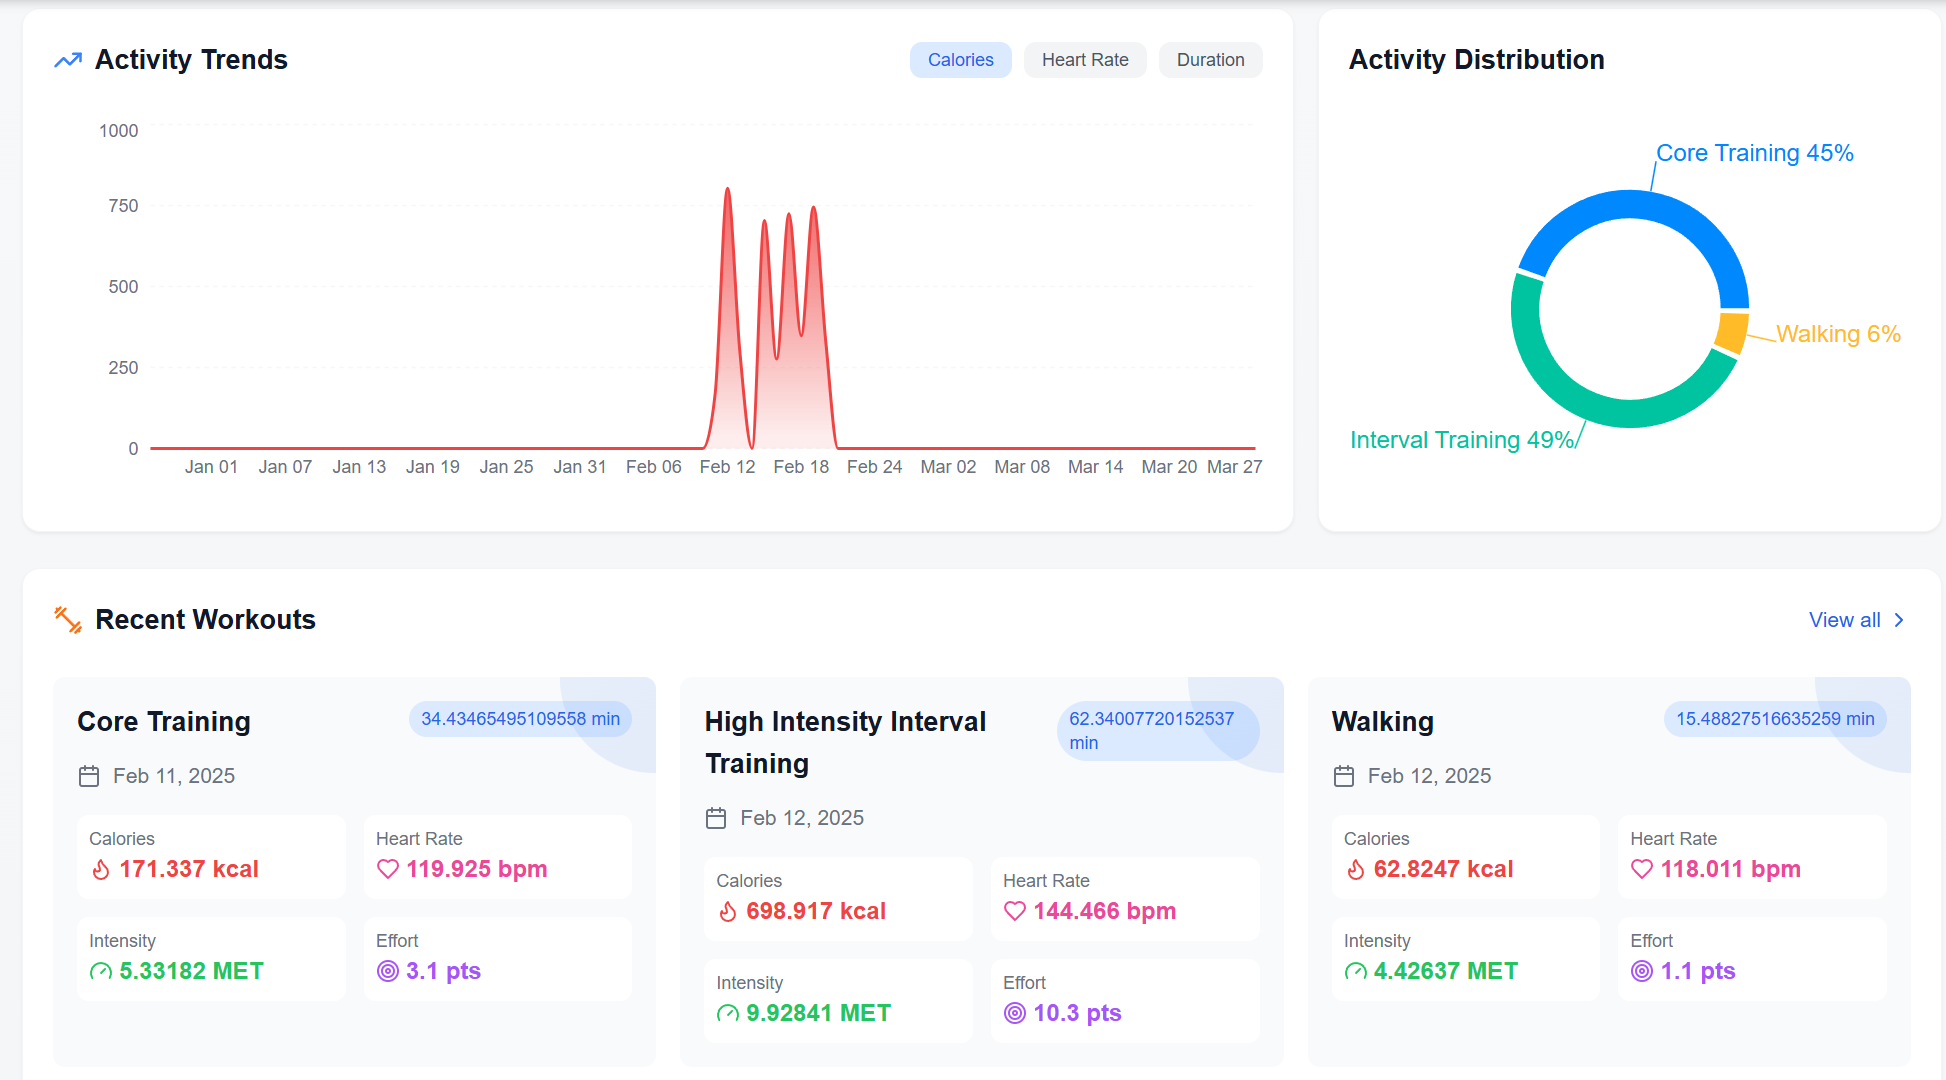 Activity Trends
Calories
Heart Rate
Duration
1000
750
500
250
0
Jan 01
Jan 07
Jan 13
Jan 19
Jan 25
Jan 31
Feb 06
Feb 12
Feb 18
Feb 24
Mar 02
Mar 08
Mar 14
Mar 20
Mar 27
Activity Distribution
Core Training 45%
Walking 6%
Interval Training 49%
Recent Workouts
View all
Core Training
34.43465495109558 min
Feb 11, 2025
Calories
171.337 kcal
Heart Rate
119.925 bpm
Intensity
5.33182 MET
Effort
3.1 pts
High Intensity Interval
Training
62.34007720152537
min
Feb 12, 2025
Calories
698.917 kcal
Heart Rate
144.466 bpm
Intensity
9.92841 MET
Effort
10.3 pts
Walking
15.48827516635259 min
Feb 12, 2025
Calories
62.8247 kcal
Heart Rate
118.011 bpm
Intensity
4.42637 MET
Effort
1.1 pts